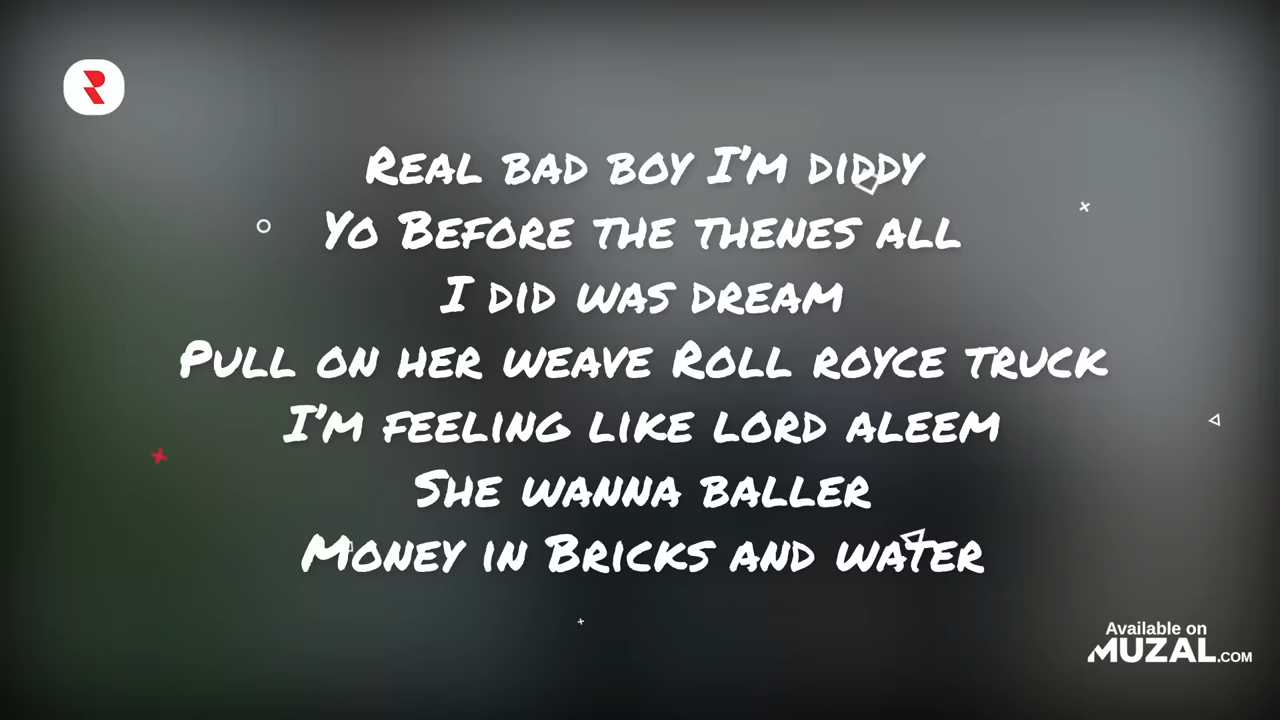 Real bad boy I'm diddy
Yo Before the thenes all
I did was dream
Pull on her weave Roll royce truck
I'm feeling like lord aleem
She wanna baller
Money in Bricks and water
Available on
MUZAL.COM